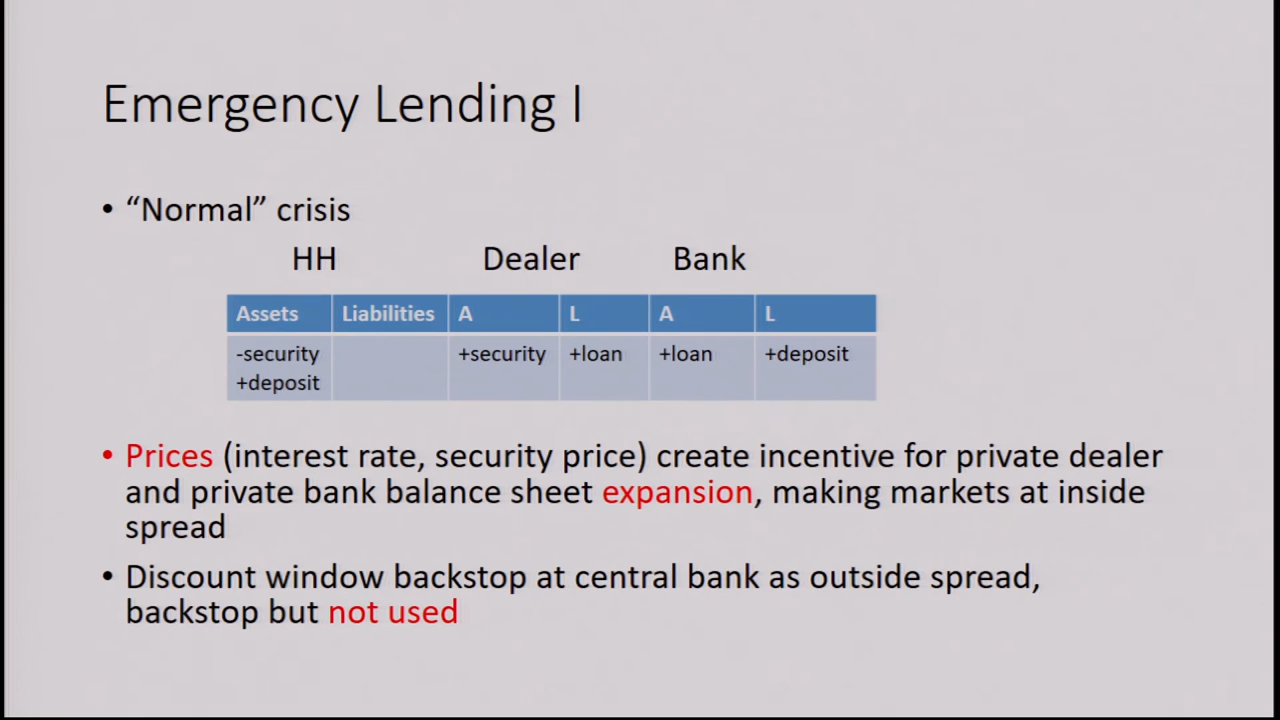 Emergency Lending I
• “Normal” crisis
HH Dealer Bank
Assets Liabilities A L A L
-security +security +loan +loan +deposit
+deposit
• Prices (interest rate, security price) create incentive for private dealer
and private bank balance sheet expansion, making markets at inside
spread
• Discount window backstop at central bank as outside spread,
backstop but not used